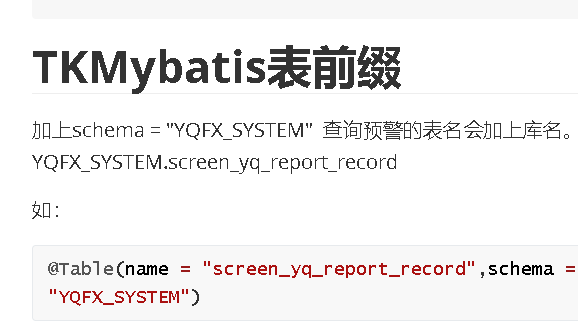 TKMybatis表前缀
加上schema = "YQFX_SYSTEM" 查询预警的表名会加上库名。
YQFX_SYSTEM.screen_yq_report_record
如：
@Table(name = "screen_yq_report_record",schema =
"YQFX_SYSTEM")